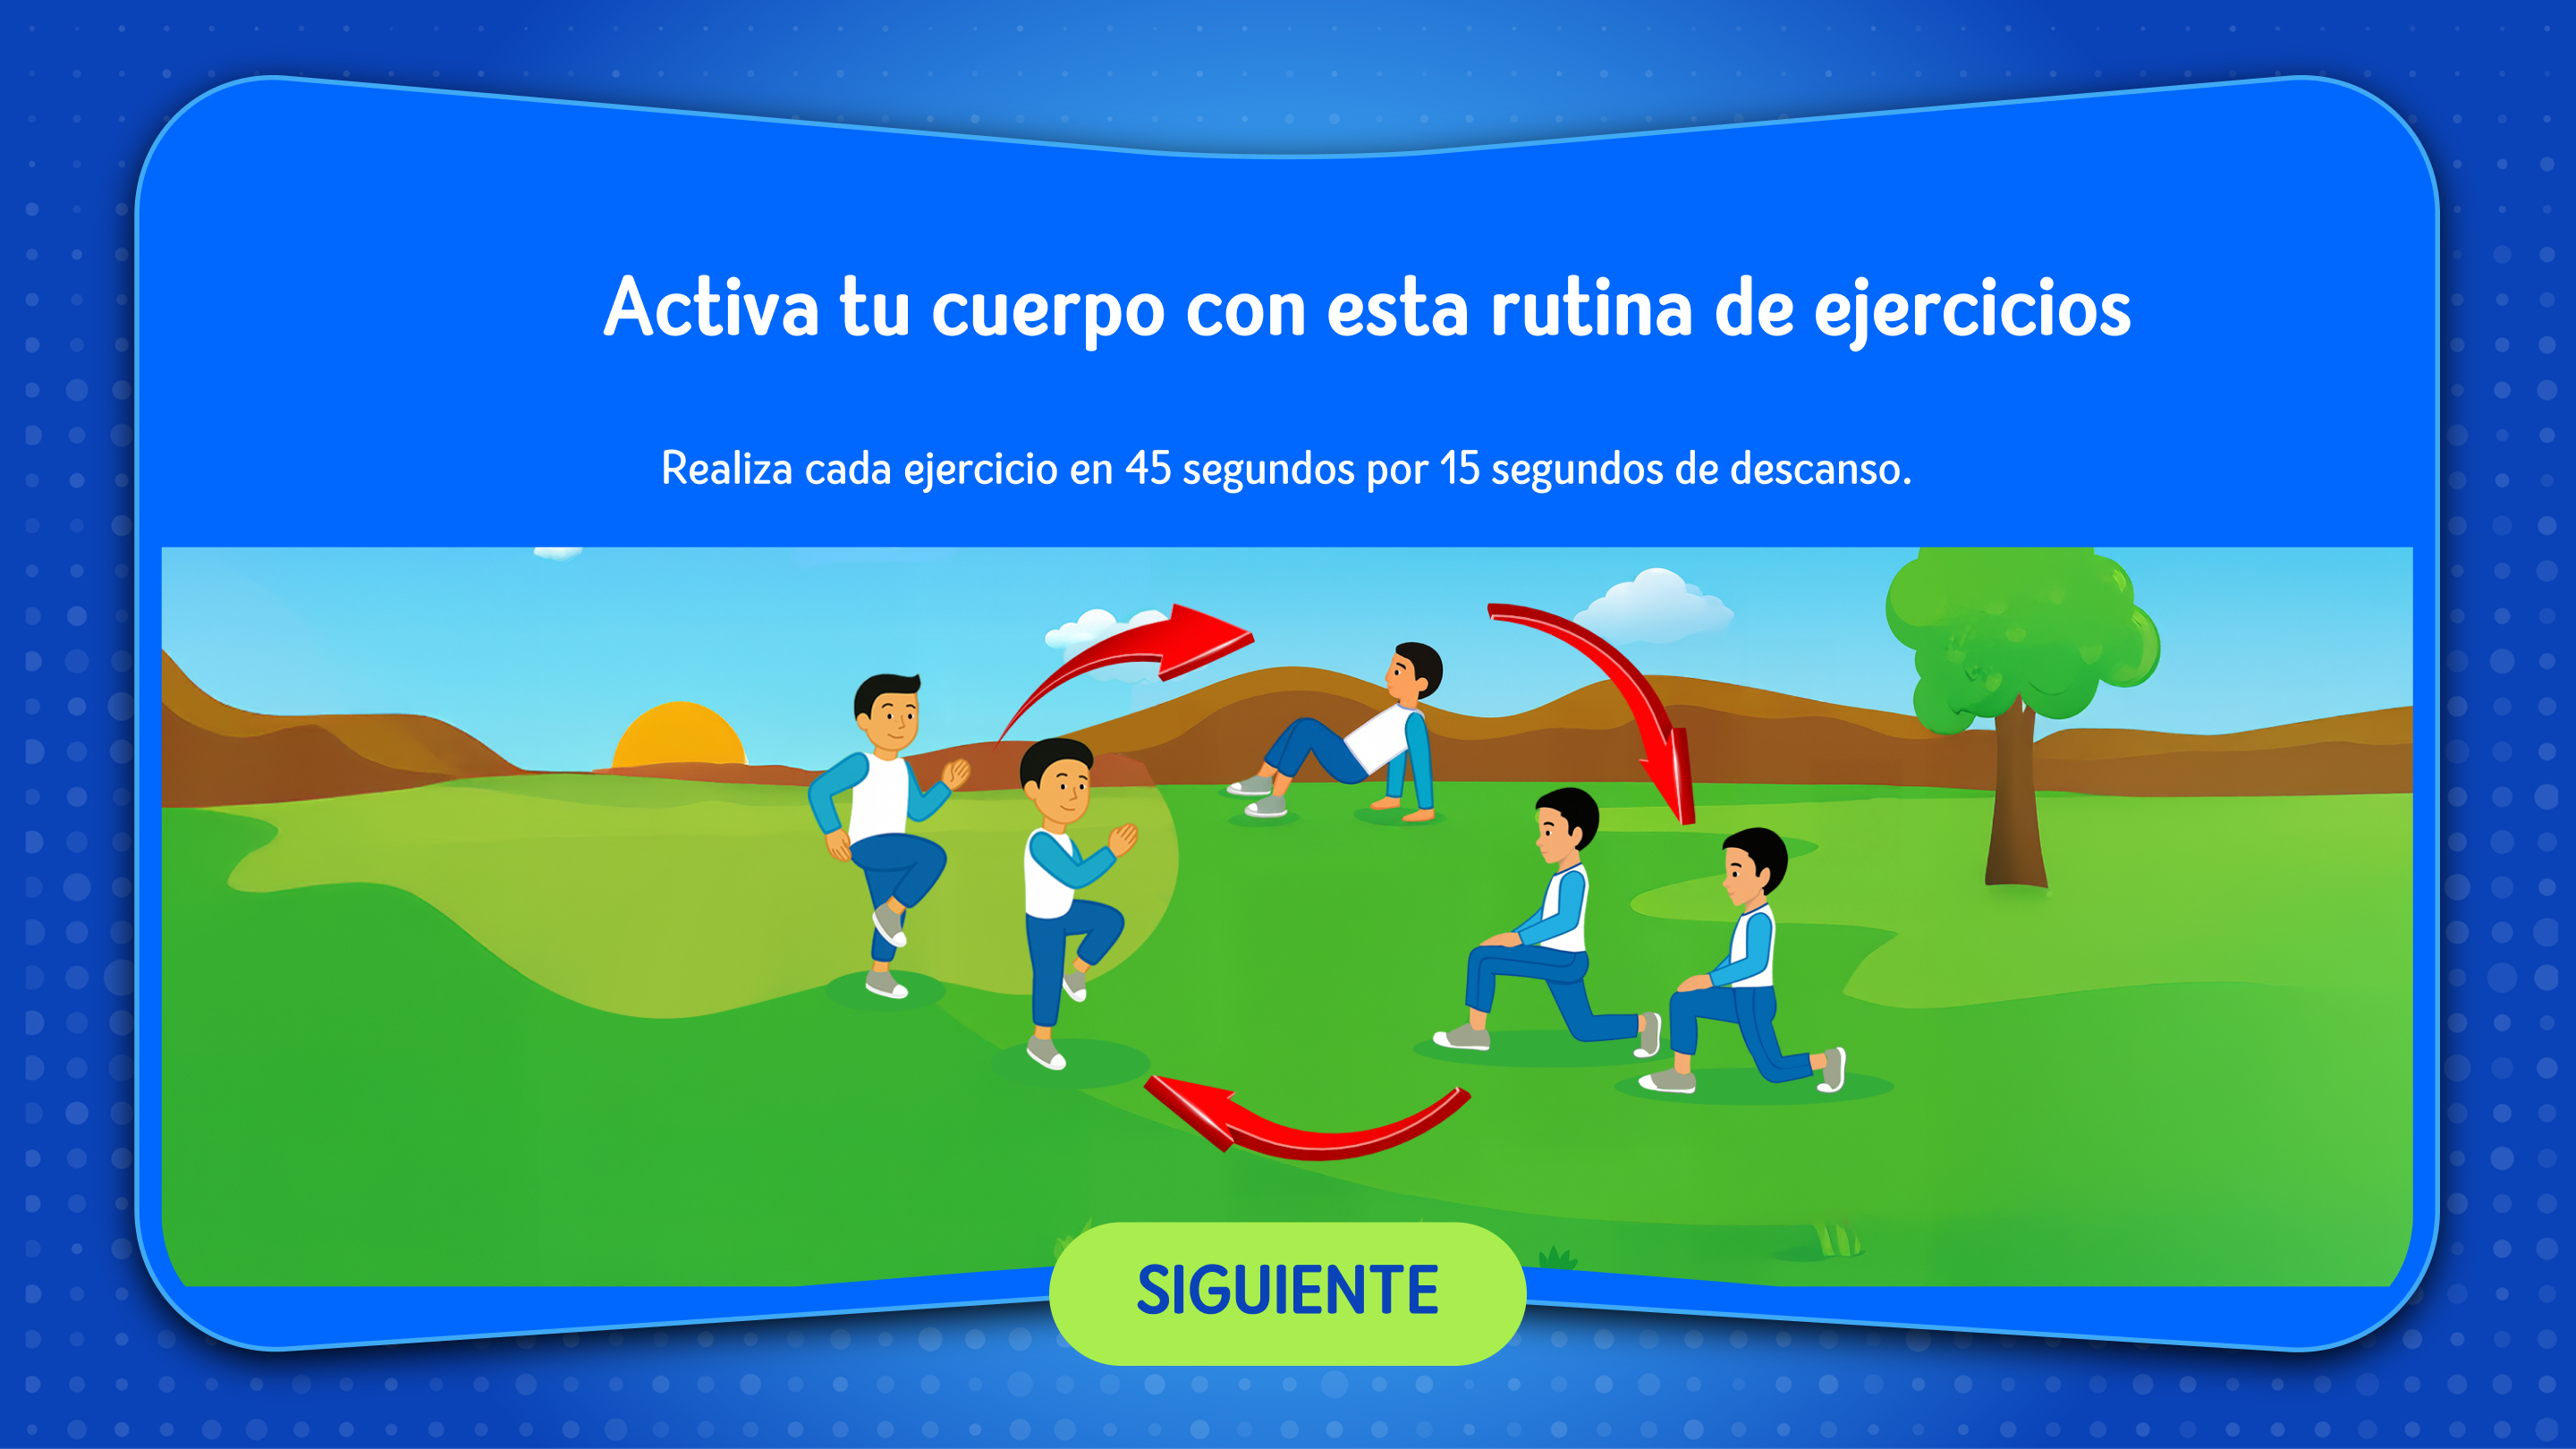 Activa tu cuerpo con esta rutina de ejercicios
Realiza cada ejercicio en 45 segundos por 15 segundos de descanso.
SIGUIENTE